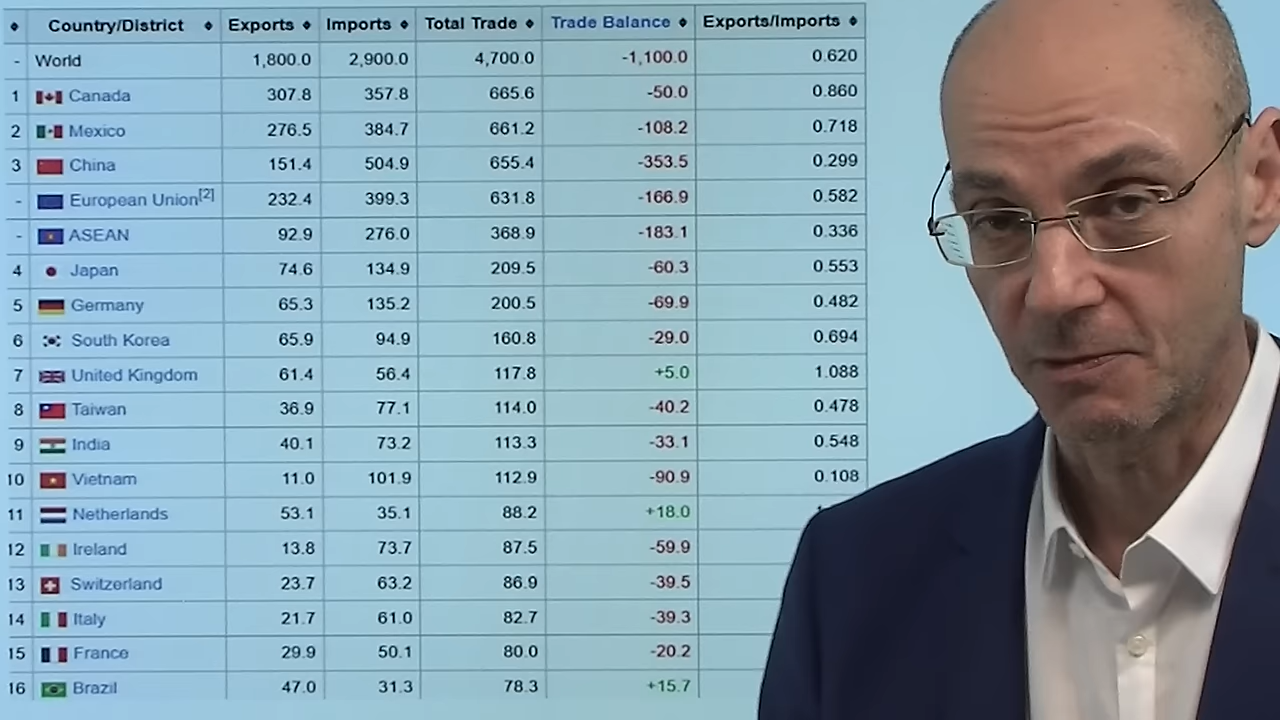 Country/District Exports Imports Total Trade Trade Balance Exports/Imports
- World 1,800.0 2,900.0 4,700.0 -1,100.0 0.620
1 Canada 307.8 357.8 665.6 -50.0 0.860
2 Mexico 276.5 384.7 661.2 -108.2 0.718
3 China 151.4 504.9 655.4 -353.5 0.299
- European Union[2] 232.4 399.3 631.8 -166.9 0.582
- ASEAN 92.9 276.0 368.9 -183.1 0.336
4 Japan 74.6 134.9 209.5 -60.3 0.553
5 Germany 65.3 135.2 200.5 -69.9 0.482
6 South Korea 65.9 94.9 160.8 -29.0 0.694
7 United Kingdom 61.4 56.4 117.8 +5.0 1.088
8 Taiwan 36.9 77.1 114.0 -40.2 0.478
9 India 40.1 73.2 113.3 -33.1 0.548
10 Vietnam 11.0 101.9 112.9 -90.9 0.108
11 Netherlands 53.1 35.1 88.2 +18.0
12 Ireland 13.8 73.7 87.5 -59.9
13 Switzerland 23.7 63.2 86.9 -39.5
14 Italy 21.7 61.0 82.7 -39.3
15 France 29.9 50.1 80.0 -20.2
16 Brazil 47.0 31.3 78.3 +15.7